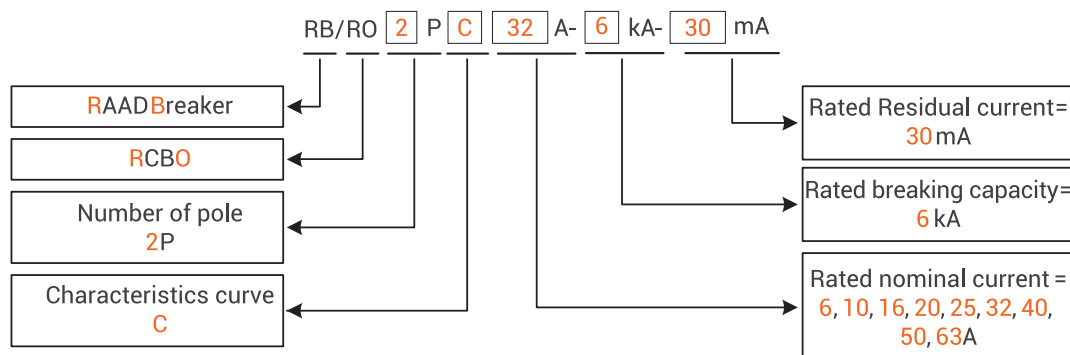 RB/RO 2 P C 32 A- 6 kA- 30 mA
RAADBreaker
RCBO
Number of pole
2P
Characteristics curve
C
Rated Residual current=
30 mA
Rated breaking capacity=
6 kA
Rated nominal current =
6, 10, 16, 20, 25, 32, 40,
50, 63A